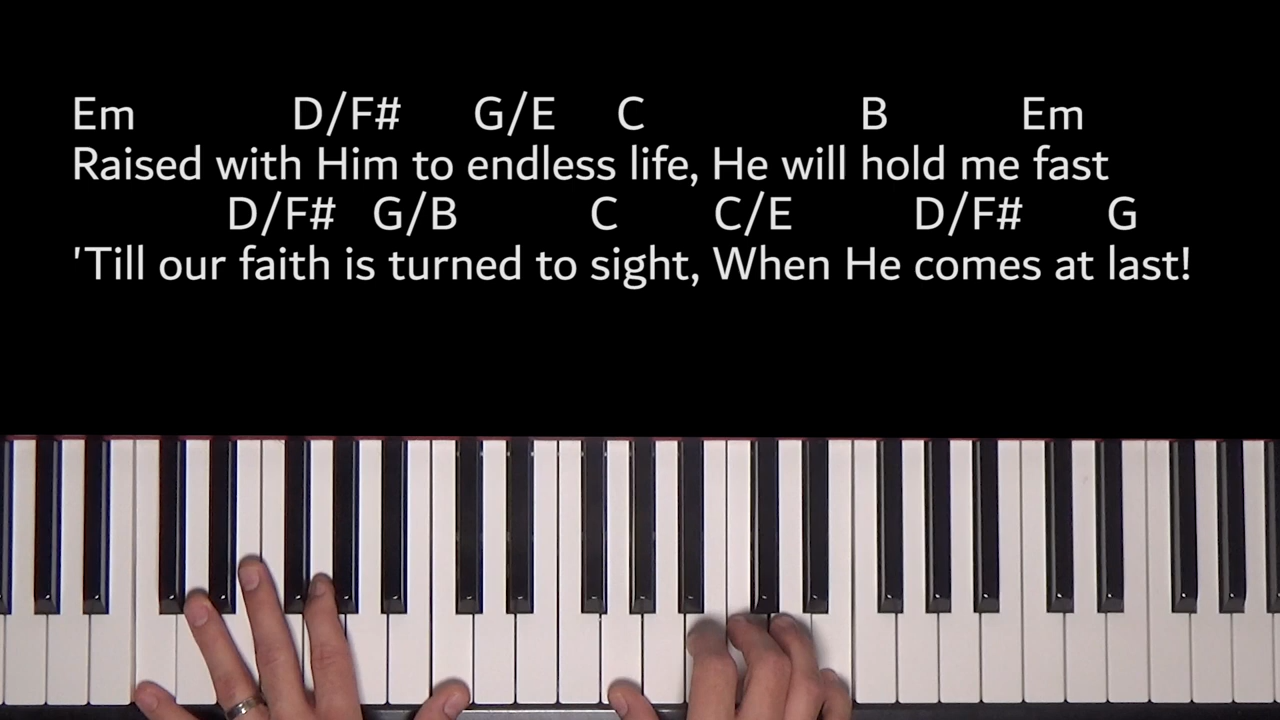 Em D/F# G/E C B Em
Raised with Him to endless life, He will hold me fast
D/F# G/B C C/E D/F# G
'Till our faith is turned to sight, When He comes at last!